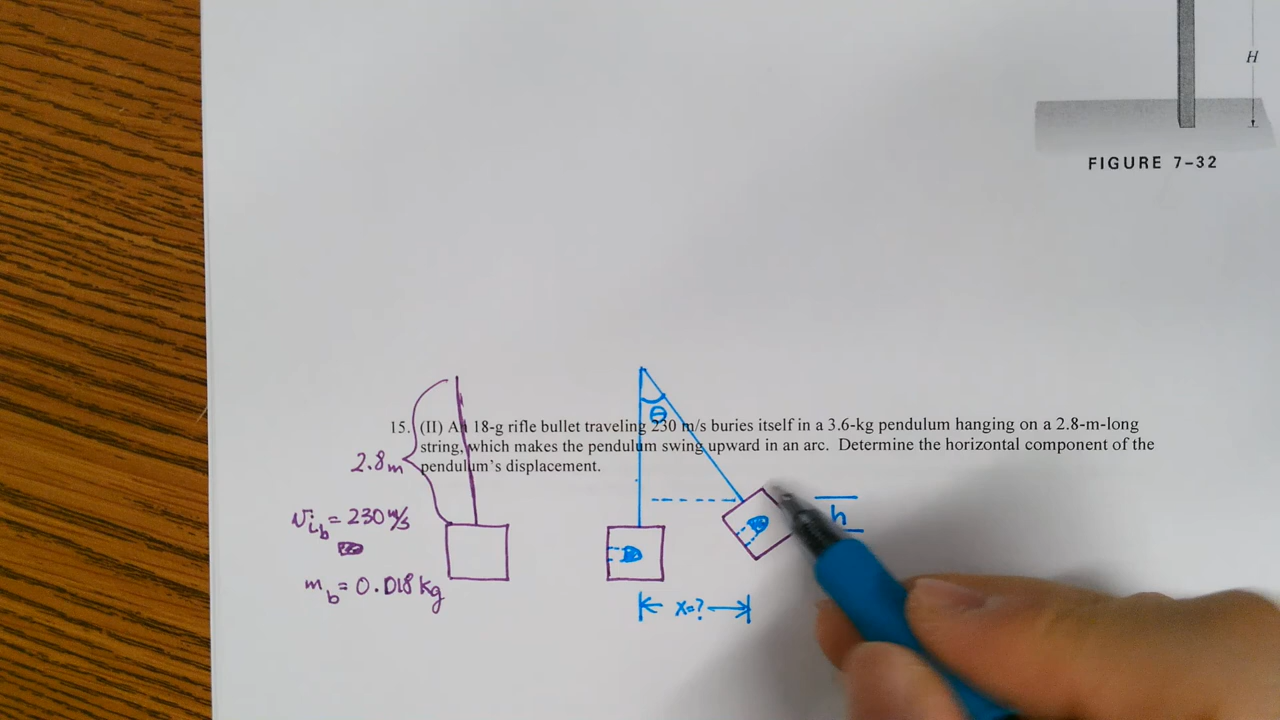 H
FIGURE 7–32
15. (II) An 18-g rifle bullet traveling 230 m/s buries itself in a 3.6-kg pendulum hanging on a 2.8-m-long
string, which makes the pendulum swing upward in an arc. Determine the horizontal component of the
pendulum's displacement.
θ
2.8m
v_ib = 230 m/s
h
m_b = 0.018 kg
x=?